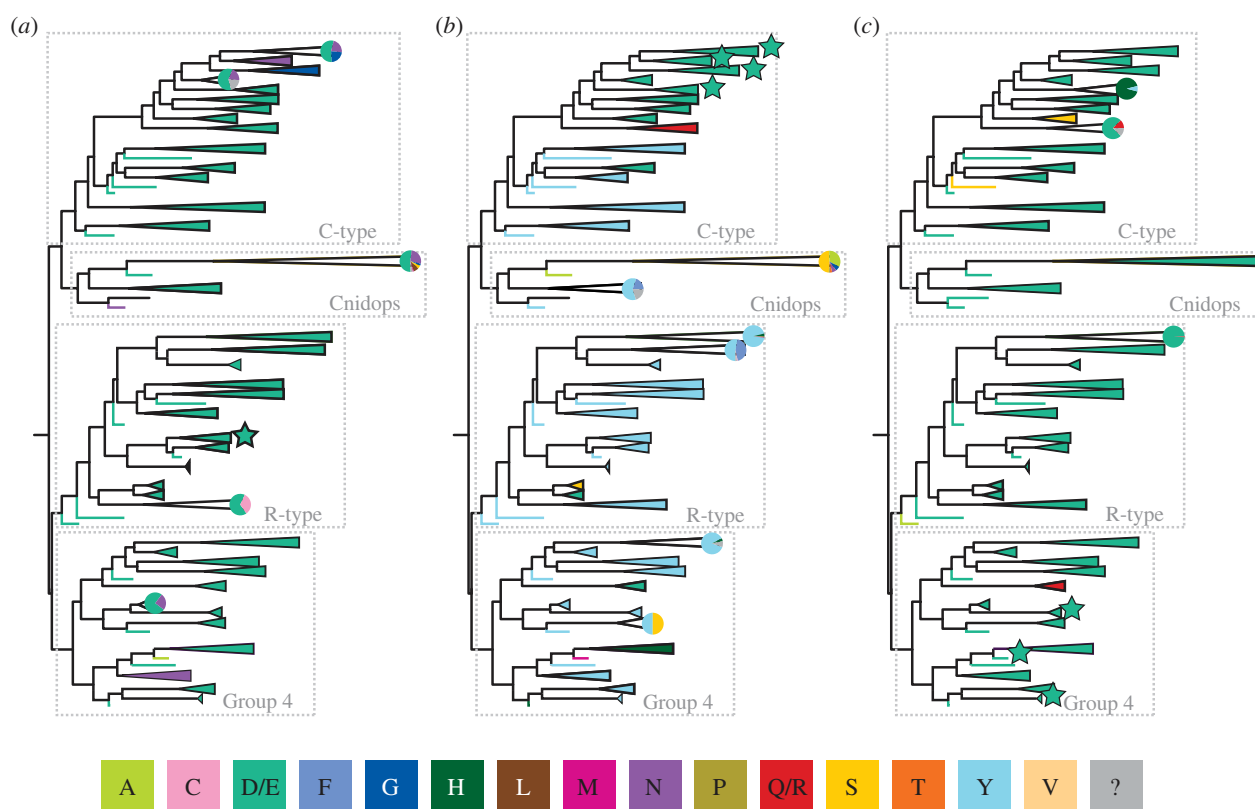 (a) (b) (c)
C-type C-type C-type
Cnidops Cnidops Cnidops
R-type R-type R-type
Group 4 Group 4 Group 4
A C D/E F G H L M N P Q/R S T Y V ?